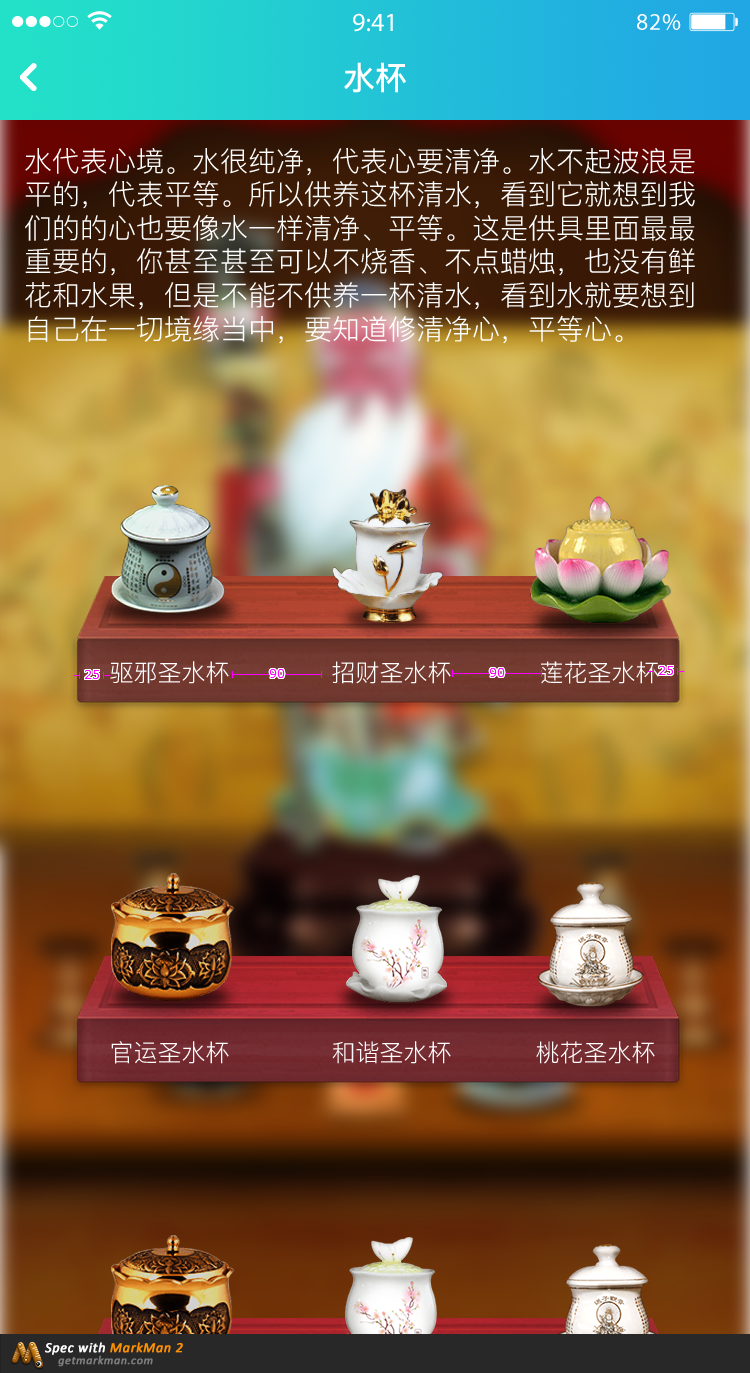 9:41
82%
水杯
水代表心境。水很纯净，代表心要清净。水不起波浪是
平的，代表平等。所以供养这杯清水，看到它就想到我
们的的心也要像水一样清净、平等。这是供具里面最最
重要的，你甚至甚至可以不烧香、不点蜡烛，也没有鲜
花和水果，但是不能不供养一杯清水，看到水就要想到
自己在一切境缘当中，要知道修清净心，平等心。
25 驱邪圣水杯 90 招财圣水杯 90 莲花圣水杯 25
官运圣水杯 和谐圣水杯 桃花圣水杯
Spec with MarkMan 2
getmarkman.com